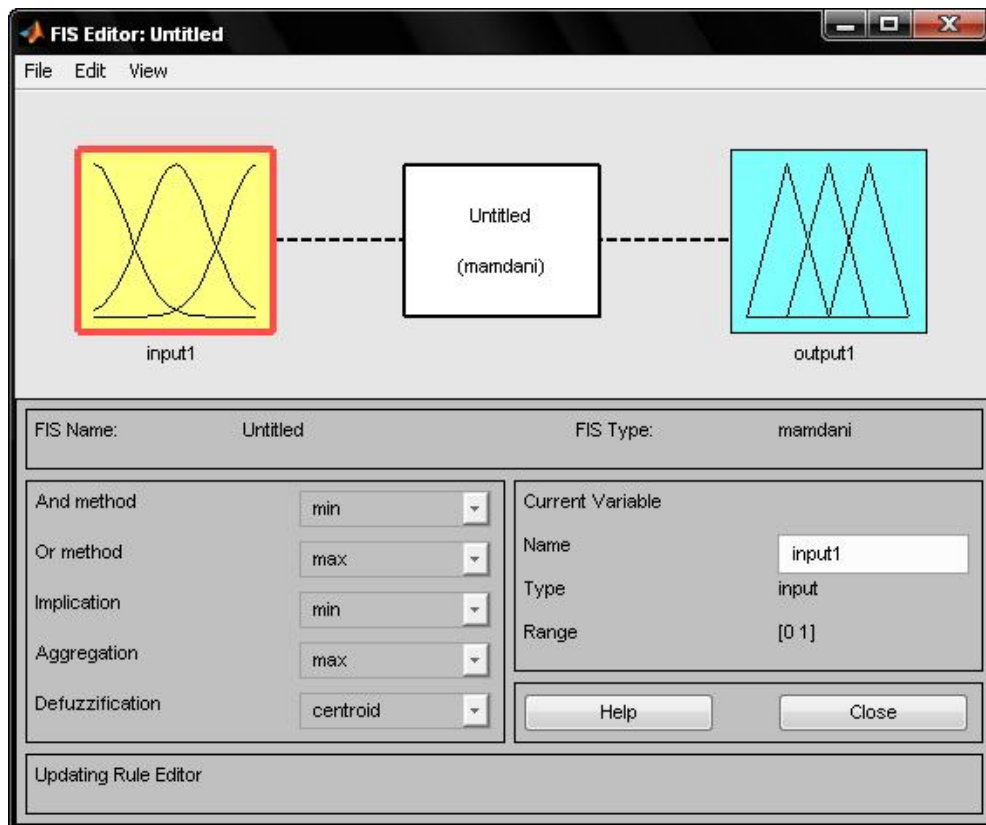 FIS Editor: Untitled
File Edit View
Untitled
(mamdani)
input1
output1
FIS Name: Untitled FIS Type: mamdani
And method min
Or method max
Implication min
Aggregation max
Defuzzification centroid
Current Variable
Name input1
Type input
Range [0 1]
Help Close
Updating Rule Editor